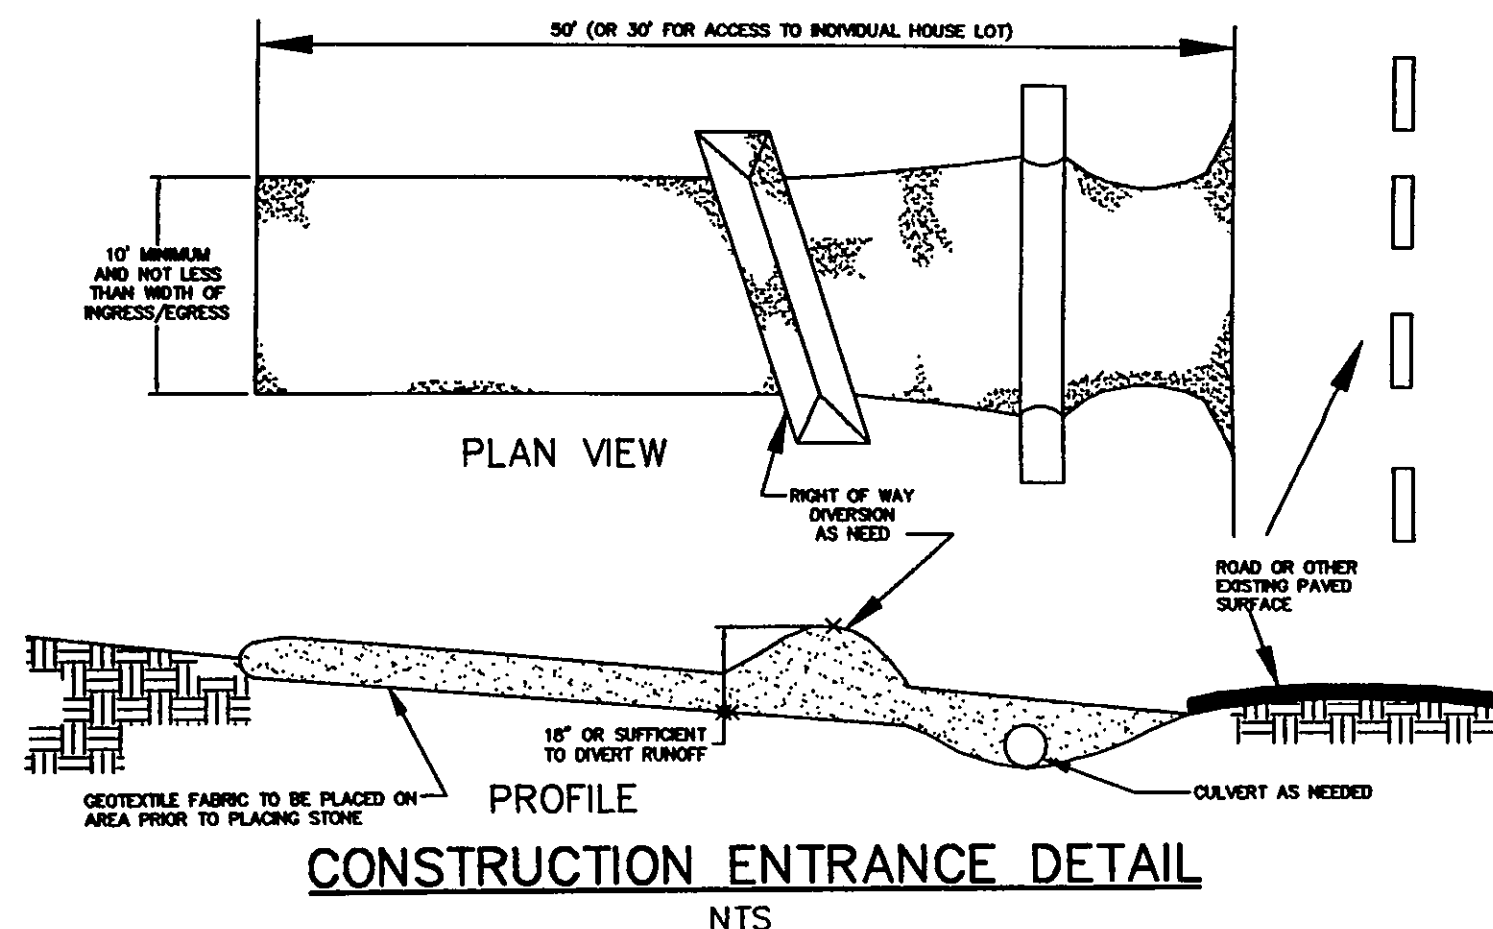 50' (OR 30' FOR ACCESS TO INDIVIDUAL HOUSE LOT)
10' MINIMUM
AND NOT LESS
THAN WIDTH OF
INGRESS/EGRESS
PLAN VIEW
RIGHT OF WAY
DIVERSION
AS NEED
ROAD OR OTHER
EXISTING PAVED
SURFACE
18" OR SUFFICIENT
TO DIVERT RUNOFF
GEOTEXTILE FABRIC TO BE PLACED ON
AREA PRIOR TO PLACING STONE
PROFILE
CULVERT AS NEEDED
CONSTRUCTION ENTRANCE DETAIL
NTS